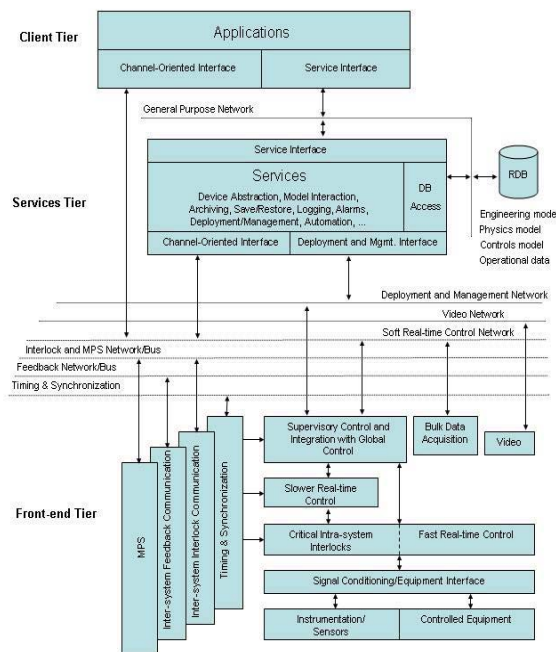 Client Tier
Applications
Channel-Oriented Interface
Service Interface
General Purpose Network
Service Interface
Services Tier
Services
Device Abstraction, Model Interaction,
Archiving, Save/Restore, Logging, Alarms,
Deployment/Management, Automation, ...
DB
Access
RDB
Engineering mode
Physics model
Controls model
Operational data
Channel-Oriented Interface
Deployment and Mgmt. Interface
Deployment and Management Network
Video Network
Soft Real-time Control Network
Interlock and MPS Network/Bus
Feedback Network/Bus
Timing & Synchronization
Front-end Tier
MPS
Inter-system Feedback Communication
Inter-system Interlock Communication
Timing & Synchronization
Supervisory Control and
Integration with Global
Control
Bulk Data
Acquisition
Video
Slower Real-time
Control
Critical Intra-system
Interlocks
Fast Real-time Control
Signal Conditioning/Equipment Interface
Instrumentation/
Sensors
Controlled Equipment